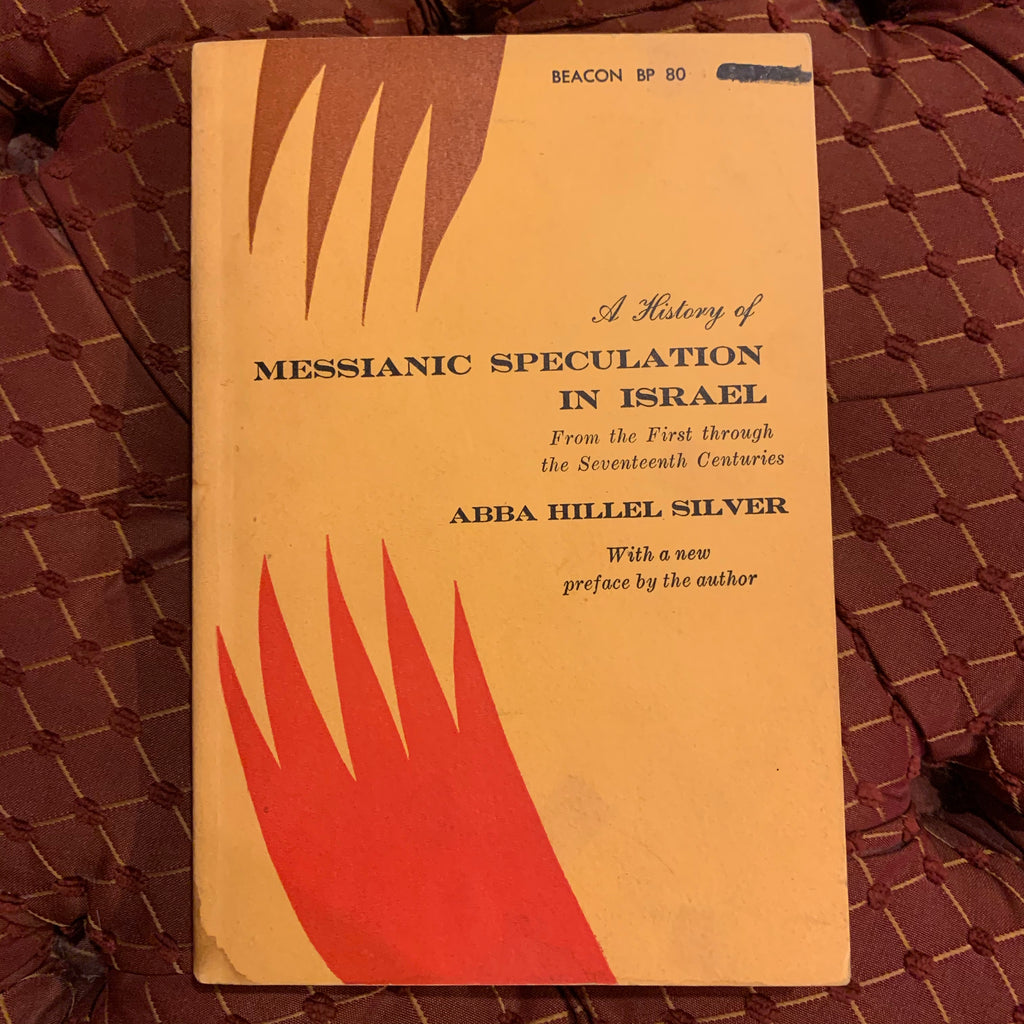 BEACON BP 80
A History of
MESSIANIC SPECULATION
IN ISRAEL
From the First through
the Seventeenth Centuries
ABBA HILLEL SILVER
With a new
preface by the author